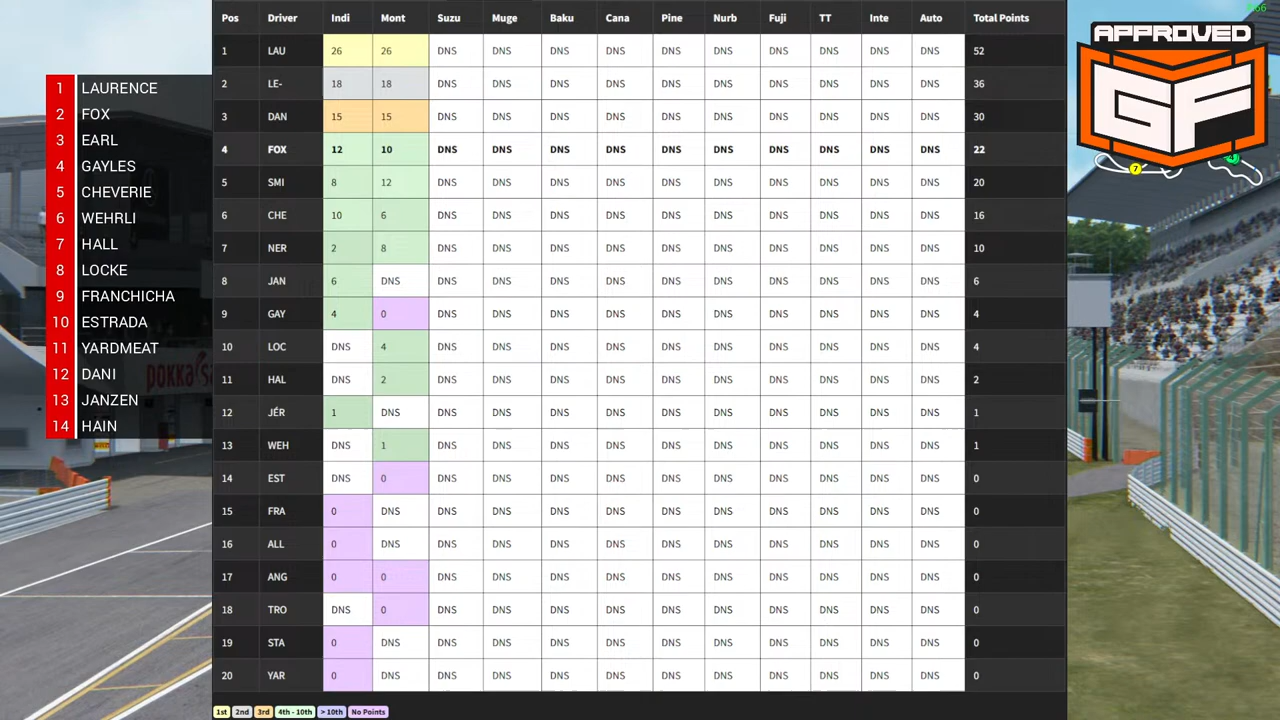 Pos Driver Indi Mont Suzu Muge Baku Cana Pine Nurb Fuji TT Inte Auto Total Points
1 LAU 26 26 DNS DNS DNS DNS DNS DNS DNS DNS DNS DNS 52
2 LE- 18 18 DNS DNS DNS DNS DNS DNS DNS DNS DNS DNS 36
3 DAN 15 15 DNS DNS DNS DNS DNS DNS DNS DNS DNS DNS 30
4 FOX 12 10 DNS DNS DNS DNS DNS DNS DNS DNS DNS DNS 22
5 SMI 8 12 DNS DNS DNS DNS DNS DNS DNS DNS DNS DNS 20
6 CHE 10 6 DNS DNS DNS DNS DNS DNS DNS DNS DNS DNS 16
7 NER 2 8 DNS DNS DNS DNS DNS DNS DNS DNS DNS DNS 10
8 JAN 6 DNS DNS DNS DNS DNS DNS DNS DNS DNS DNS DNS 6
9 GAY 4 0 DNS DNS DNS DNS DNS DNS DNS DNS DNS DNS 4
10 LOC DNS 4 DNS DNS DNS DNS DNS DNS DNS DNS DNS DNS 4
11 HAL DNS 2 DNS DNS DNS DNS DNS DNS DNS DNS DNS DNS 2
12 JÉR 1 DNS DNS DNS DNS DNS DNS DNS DNS DNS DNS DNS 1
13 WEH DNS 1 DNS DNS DNS DNS DNS DNS DNS DNS DNS DNS 1
14 EST DNS 0 DNS DNS DNS DNS DNS DNS DNS DNS DNS DNS 0
15 FRA 0 DNS DNS DNS DNS DNS DNS DNS DNS DNS DNS DNS 0
16 ALL 0 DNS DNS DNS DNS DNS DNS DNS DNS DNS DNS DNS 0
17 ANG 0 0 DNS DNS DNS DNS DNS DNS DNS DNS DNS DNS 0
18 TRO DNS 0 DNS DNS DNS DNS DNS DNS DNS DNS DNS DNS 0
19 STA 0 DNS DNS DNS DNS DNS DNS DNS DNS DNS DNS DNS 0
20 YAR 0 DNS DNS DNS DNS DNS DNS DNS DNS DNS DNS DNS 0
1st 2nd 3rd 4th - 10th > 10th No Points
1 LAURENCE
2 FOX
3 EARL
4 GAYLES
5 CHEVERIE
6 WEHRLI
7 HALL
8 LOCKE
9 FRANCHICHA
10 ESTRADA
11 YARDMEAT
12 DANI
13 JANZEN
14 HAIN
APPROVED
GF
7